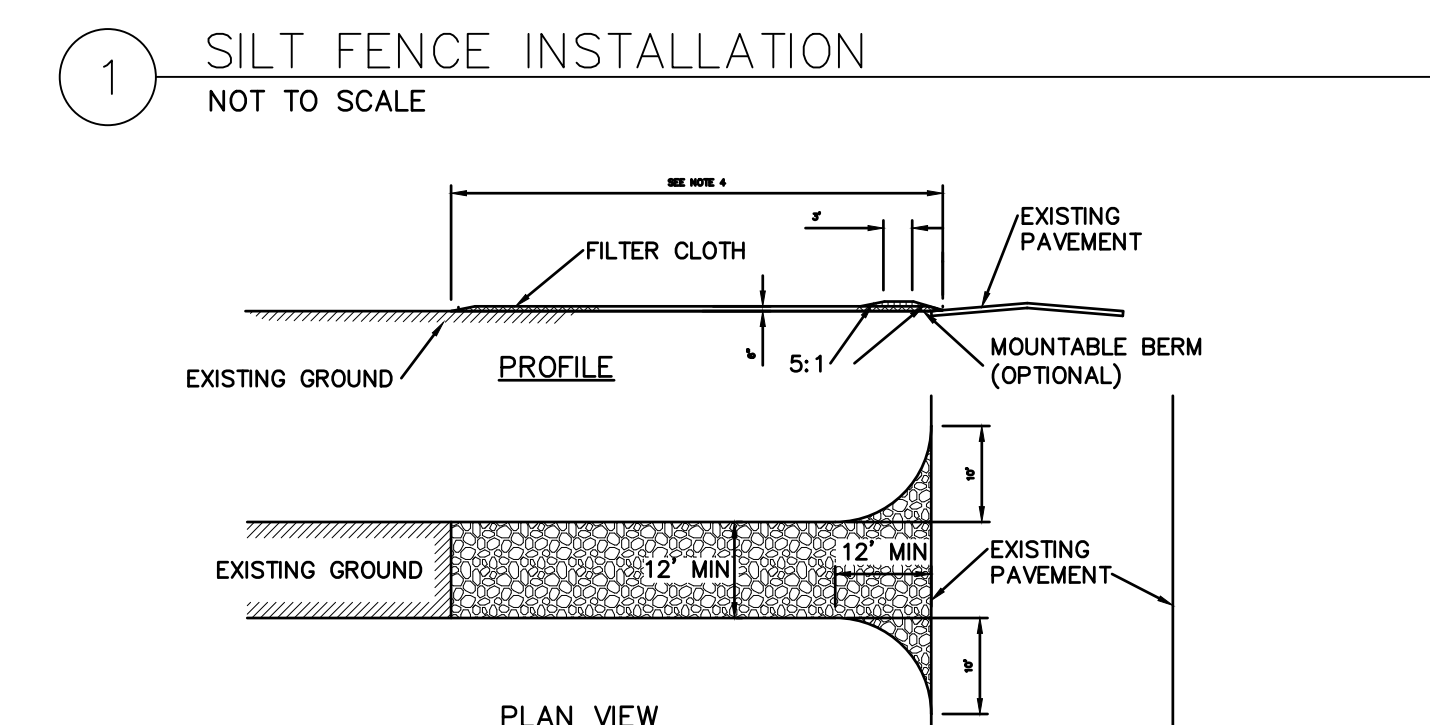 1
SILT FENCE INSTALLATION
NOT TO SCALE
SEE NOTE 4
3'
EXISTING
PAVEMENT
FILTER CLOTH
6"
5:1
MOUNTABLE BERM
(OPTIONAL)
EXISTING GROUND
PROFILE
10'
12' MIN
12' MIN
EXISTING GROUND
EXISTING
PAVEMENT
10'
PLAN VIEW